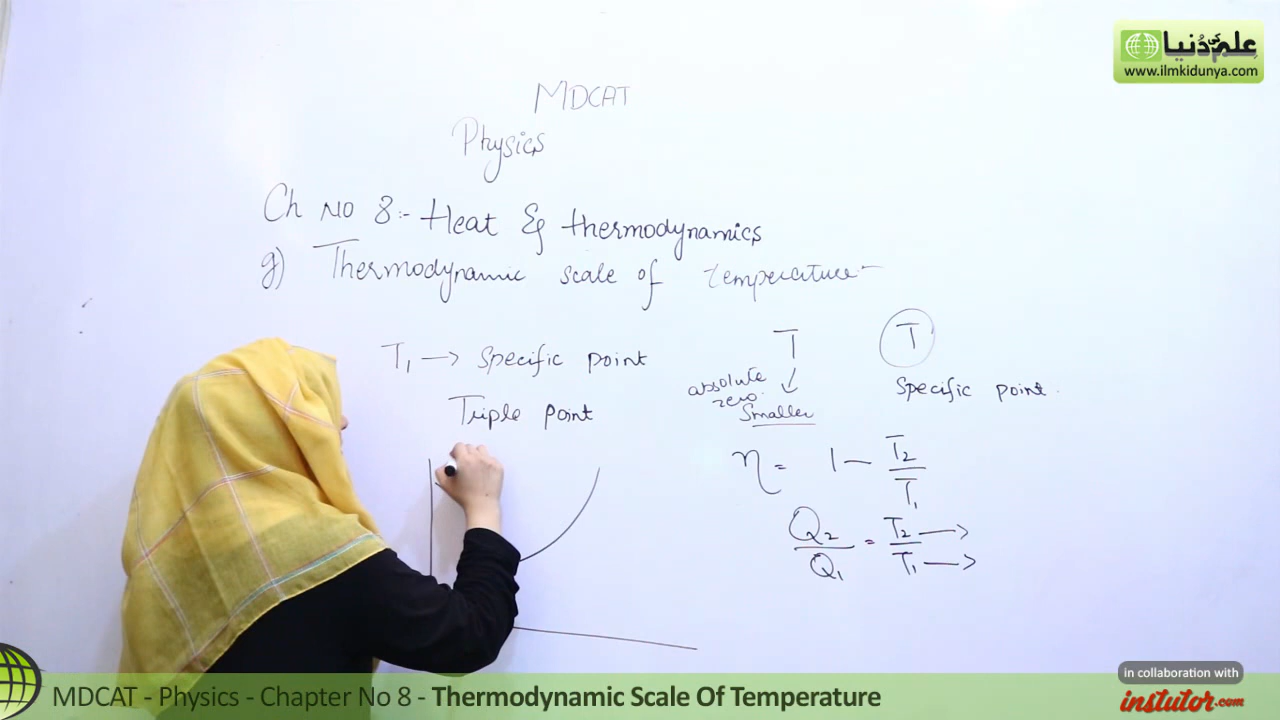 علم کی دُنیا
www.ilmkidunya.com
MDCAT
Physics
Ch No 8:- Heat & thermodynamics
g) Thermodynamic scale of temperature
T₁ → Specific point
Triple point
T
absolute zero.
Smaller
T
Specific point.
η = 1 - T₂/T₁
Q₂/Q₁ = T₂ →/T₁ →
MDCAT - Physics - Chapter No 8 - Thermodynamic Scale Of Temperature
in collaboration with
instutor.com